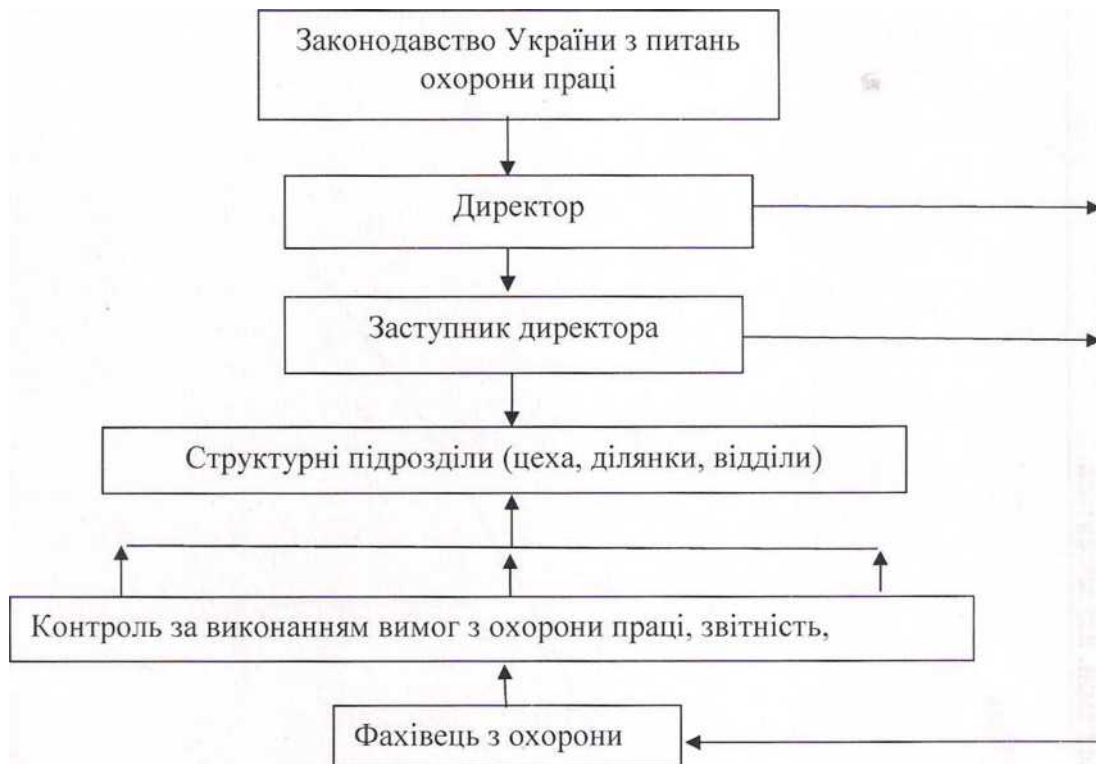 Законодавство України з питань
охорони праці
Директор
Заступник директора
Структурні підрозділи (цеха, ділянки, відділи)
Контроль за виконанням вимог з охорони праці, звітність,
Фахівець з охорони